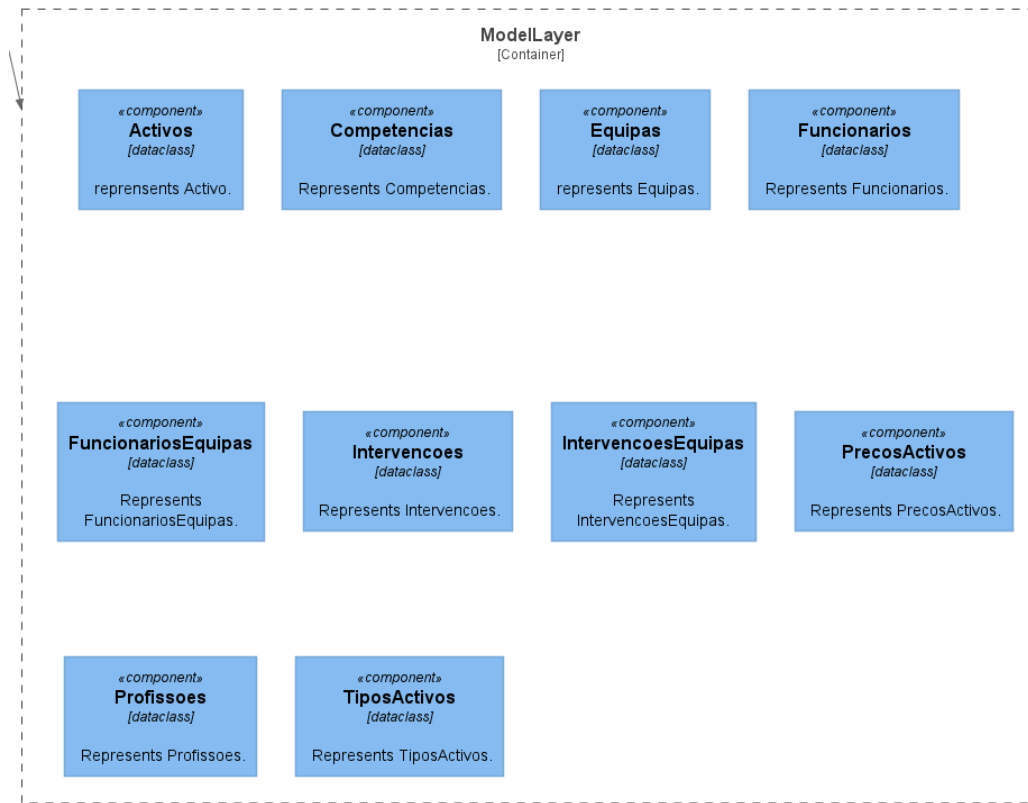 ModelLayer
[Container]
«component»
Activos
[dataclass]
reprensents Activo.
«component»
Competencias
[dataclass]
Represents Competencias.
«component»
Equipas
[dataclass]
represents Equipas.
«component»
Funcionarios
[dataclass]
Represents Funcionarios.
«component»
FuncionariosEquipas
[dataclass]
Represents
FuncionariosEquipas.
«component»
Intervencoes
[dataclass]
Represents Intervencoes.
«component»
IntervencoesEquipas
[dataclass]
Represents
IntervencoesEquipas.
«component»
PrecosActivos
[dataclass]
Represents PrecosActivos.
«component»
Profissoes
[dataclass]
Represents Profissoes.
«component»
TiposActivos
[dataclass]
Represents TiposActivos.